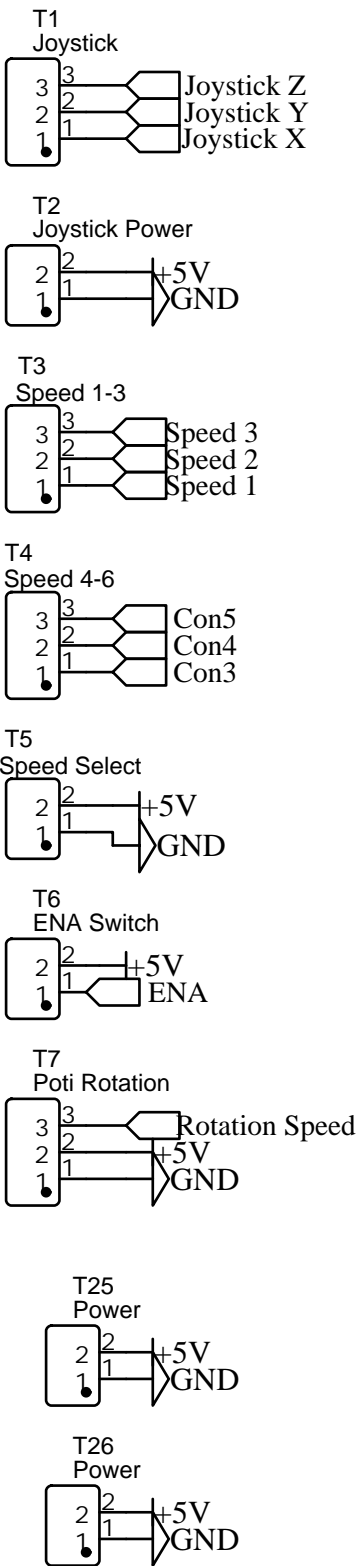 T1
Joystick
3 3 Joystick Z
2 2 Joystick Y
1 1 Joystick X
T2
Joystick Power
2 2 +5V
1 1 GND
T3
Speed 1-3
3 3 Speed 3
2 2 Speed 2
1 1 Speed 1
T4
Speed 4-6
3 3 Con5
2 2 Con4
1 1 Con3
T5
Speed Select
2 2 +5V
1 1 GND
T6
ENA Switch
2 2 +5V
1 1 ENA
T7
Poti Rotation
3 3 Rotation Speed
2 2 +5V
1 1 GND
T25
Power
2 2 +5V
1 1 GND
T26
Power
2 2 +5V
1 1 GND